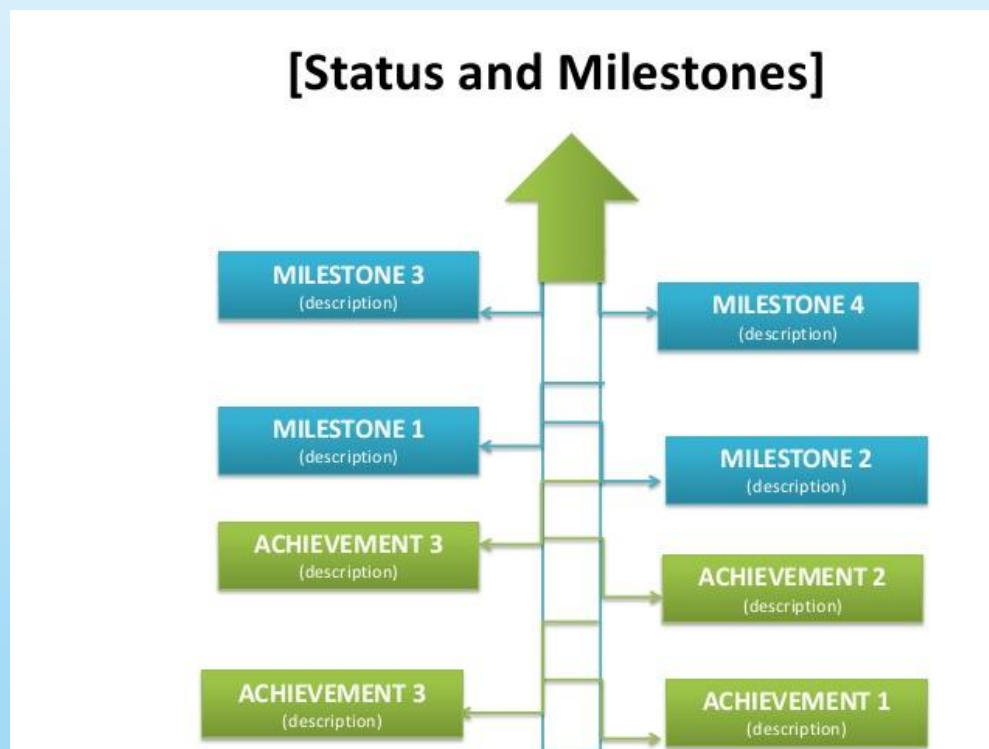 [Status and Milestones]
MILESTONE 3
(description)
MILESTONE 4
(description)
MILESTONE 1
(description)
MILESTONE 2
(description)
ACHIEVEMENT 3
(description)
ACHIEVEMENT 2
(description)
ACHIEVEMENT 3
(description)
ACHIEVEMENT 1
(description)